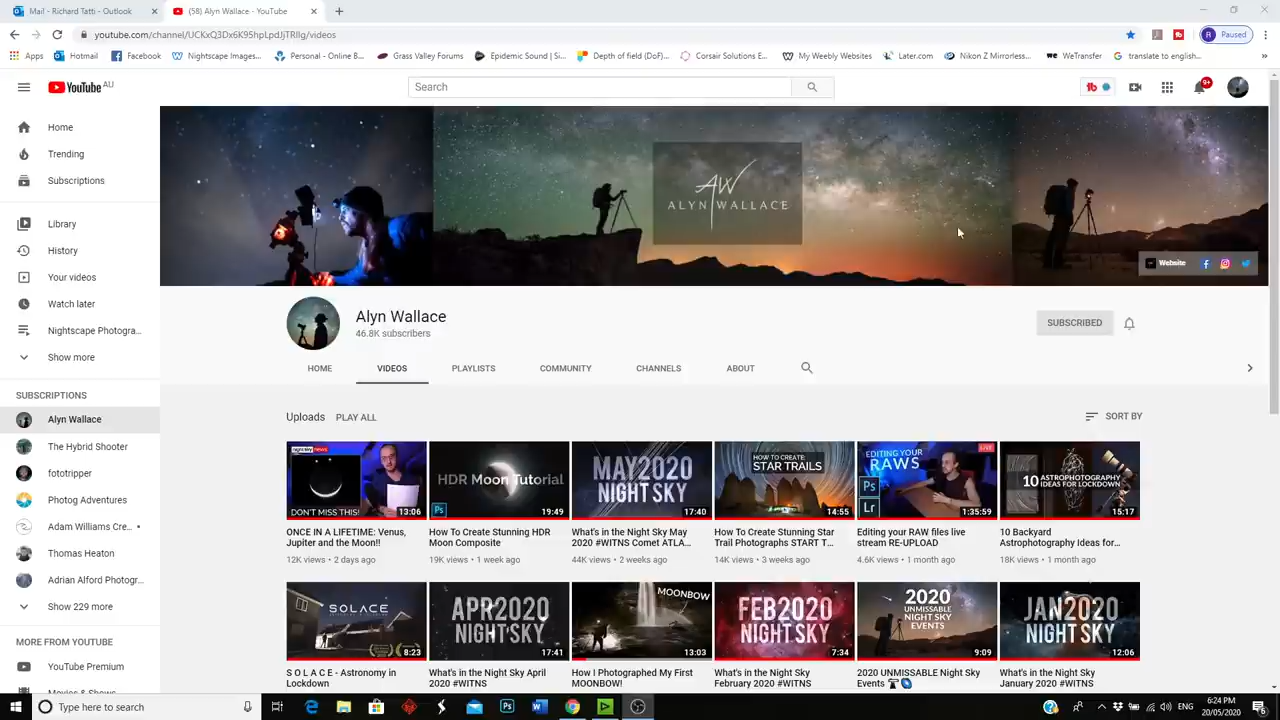 Mail - Richard Tatti - Outlook
(58) Alyn Wallace - YouTube
youtube.com/channel/UCKxQ3Dx6K95hpLpdJjTRllg/videos
Paused
Apps
Hotmail
Facebook
Nightscape Images...
Personal - Online B...
Grass Valley Forums
Epidemic Sound | Si...
Depth of field (DoF)...
Corsair Solutions E...
My Weebly Websites
Later.com
Nikon Z Mirrorless...
WeTransfer
translate to english...
YouTube AU
Search
tb
9+
Home
Trending
Subscriptions
Library
History
Your videos
Watch later
Nightscape Photogra...
Show more
SUBSCRIPTIONS
Alyn Wallace
The Hybrid Shooter
fototripper
Photog Adventures
Adam Williams Cre...
Thomas Heaton
Adrian Alford Photogr...
Show 229 more
MORE FROM YOUTUBE
YouTube Premium
Movies & Shows
AW
ALYN WALLACE
Website
Alyn Wallace
46.8K subscribers
SUBSCRIBED
HOME
VIDEOS
PLAYLISTS
COMMUNITY
CHANNELS
ABOUT
Uploads
PLAY ALL
SORT BY
night sky news
DON'T MISS THIS!
13:06
ONCE IN A LIFETIME: Venus,
Jupiter and the Moon!!
12K views • 2 days ago
HDR Moon Tutorial
Ps
19:49
How To Create Stunning HDR
Moon Composite
19K views • 1 week ago
MAY2020
NIGHT SKY
17:40
What's in the Night Sky May
2020 #WITNS Comet ATLA...
44K views • 2 weeks ago
HOW TO CREATE:
STAR TRAILS
14:55
How To Create Stunning Star
Trail Photographs START T...
14K views • 3 weeks ago
EDITING YOUR
RAWS
LIVE
Ps
Lr
1:35:59
Editing your RAW files live
stream RE-UPLOAD
4.6K views • 1 month ago
10 ASTROPHOTOGRAPHY
IDEAS FOR LOCKDOWN
15:17
10 Backyard
Astrophotography Ideas for...
18K views • 1 month ago
SOLACE
8:23
S O L A C E - Astronomy in
Lockdown
APR2020
NIGHT SKY
17:41
What's in the Night Sky April
2020 #WITNS
MOONBOW
13:03
How I Photographed My First
MOONBOW!
FEB2020
NIGHT SKY
7:34
What's in the Night Sky
February 2020 #WITNS
2020
UNMISSABLE
NIGHT SKY
EVENTS
9:09
2020 UNMISSABLE Night Sky
Events
JAN2020
NIGHT SKY
12:06
What's in the Night Sky
January 2020 #WITNS
Type here to search
6:24 PM
20/05/2020